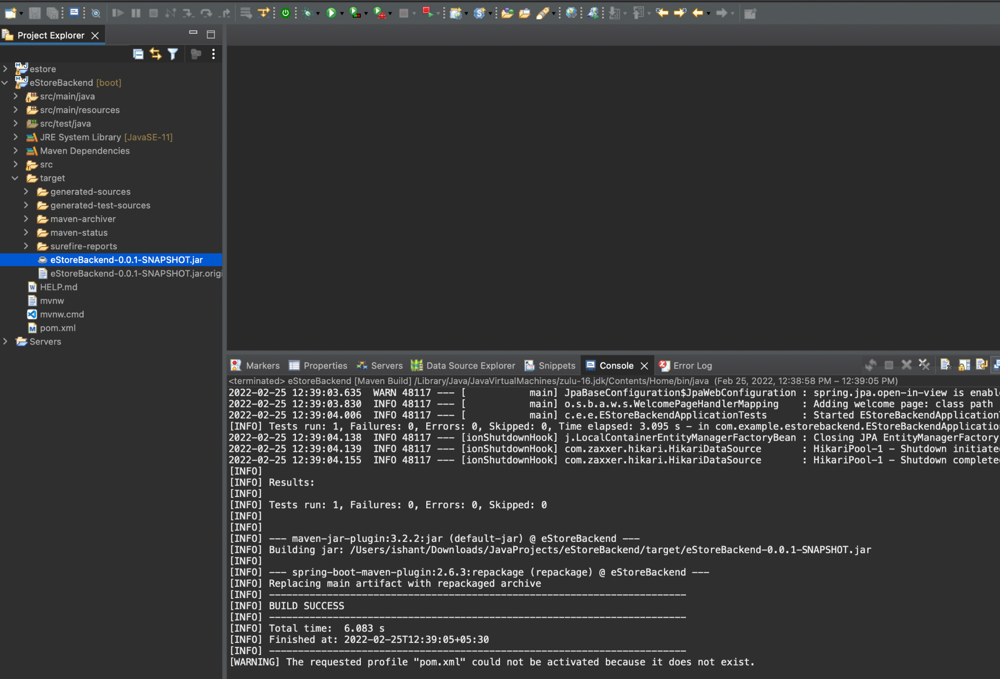 Project Explorer
estore
eStoreBackend [boot]
src/main/java
src/main/resources
src/test/java
JRE System Library [JavaSE-11]
Maven Dependencies
src
target
generated-sources
generated-test-sources
maven-archiver
maven-status
surefire-reports
eStoreBackend-0.0.1-SNAPSHOT.jar
eStoreBackend-0.0.1-SNAPSHOT.jar.origi
HELP.md
mvnw
mvnw.cmd
pom.xml
Servers
Markers Properties Servers Data Source Explorer Snippets Console Error Log
<terminated> eStoreBackend [Maven Build] /Library/Java/JavaVirtualMachines/zulu-16.jdk/Contents/Home/bin/java (Feb 25, 2022, 12:38:58 PM – 12:39:05 PM)
2022-02-25 12:39:03.635  WARN 48117 --- [           main] JpaBaseConfiguration$JpaWebConfiguration : spring.jpa.open-in-view is enable
2022-02-25 12:39:03.830  INFO 48117 --- [           main] o.s.b.a.w.s.WelcomePageHandlerMapping    : Adding welcome page: class path
2022-02-25 12:39:04.006  INFO 48117 --- [           main] c.e.e.EStoreBackendApplicationTests      : Started EStoreBackendApplicationT
[INFO] Tests run: 1, Failures: 0, Errors: 0, Skipped: 0, Time elapsed: 3.095 s - in com.example.estorebackend.EStoreBackendApplication
2022-02-25 12:39:04.138  INFO 48117 --- [ionShutdownHook] j.LocalContainerEntityManagerFactoryBean : Closing JPA EntityManagerFactory
2022-02-25 12:39:04.139  INFO 48117 --- [ionShutdownHook] com.zaxxer.hikari.HikariDataSource       : HikariPool-1 - Shutdown initiate
2022-02-25 12:39:04.155  INFO 48117 --- [ionShutdownHook] com.zaxxer.hikari.HikariDataSource       : HikariPool-1 - Shutdown complete
[INFO]
[INFO] Results:
[INFO]
[INFO] Tests run: 1, Failures: 0, Errors: 0, Skipped: 0
[INFO]
[INFO]
[INFO] --- maven-jar-plugin:3.2.2:jar (default-jar) @ eStoreBackend ---
[INFO] Building jar: /Users/ishant/Downloads/JavaProjects/eStoreBackend/target/eStoreBackend-0.0.1-SNAPSHOT.jar
[INFO]
[INFO] --- spring-boot-maven-plugin:2.6.3:repackage (repackage) @ eStoreBackend ---
[INFO] Replacing main artifact with repackaged archive
[INFO] ------------------------------------------------------------------------
[INFO] BUILD SUCCESS
[INFO] ------------------------------------------------------------------------
[INFO] Total time:  6.083 s
[INFO] Finished at: 2022-02-25T12:39:05+05:30
[INFO] ------------------------------------------------------------------------
[WARNING] The requested profile "pom.xml" could not be activated because it does not exist.